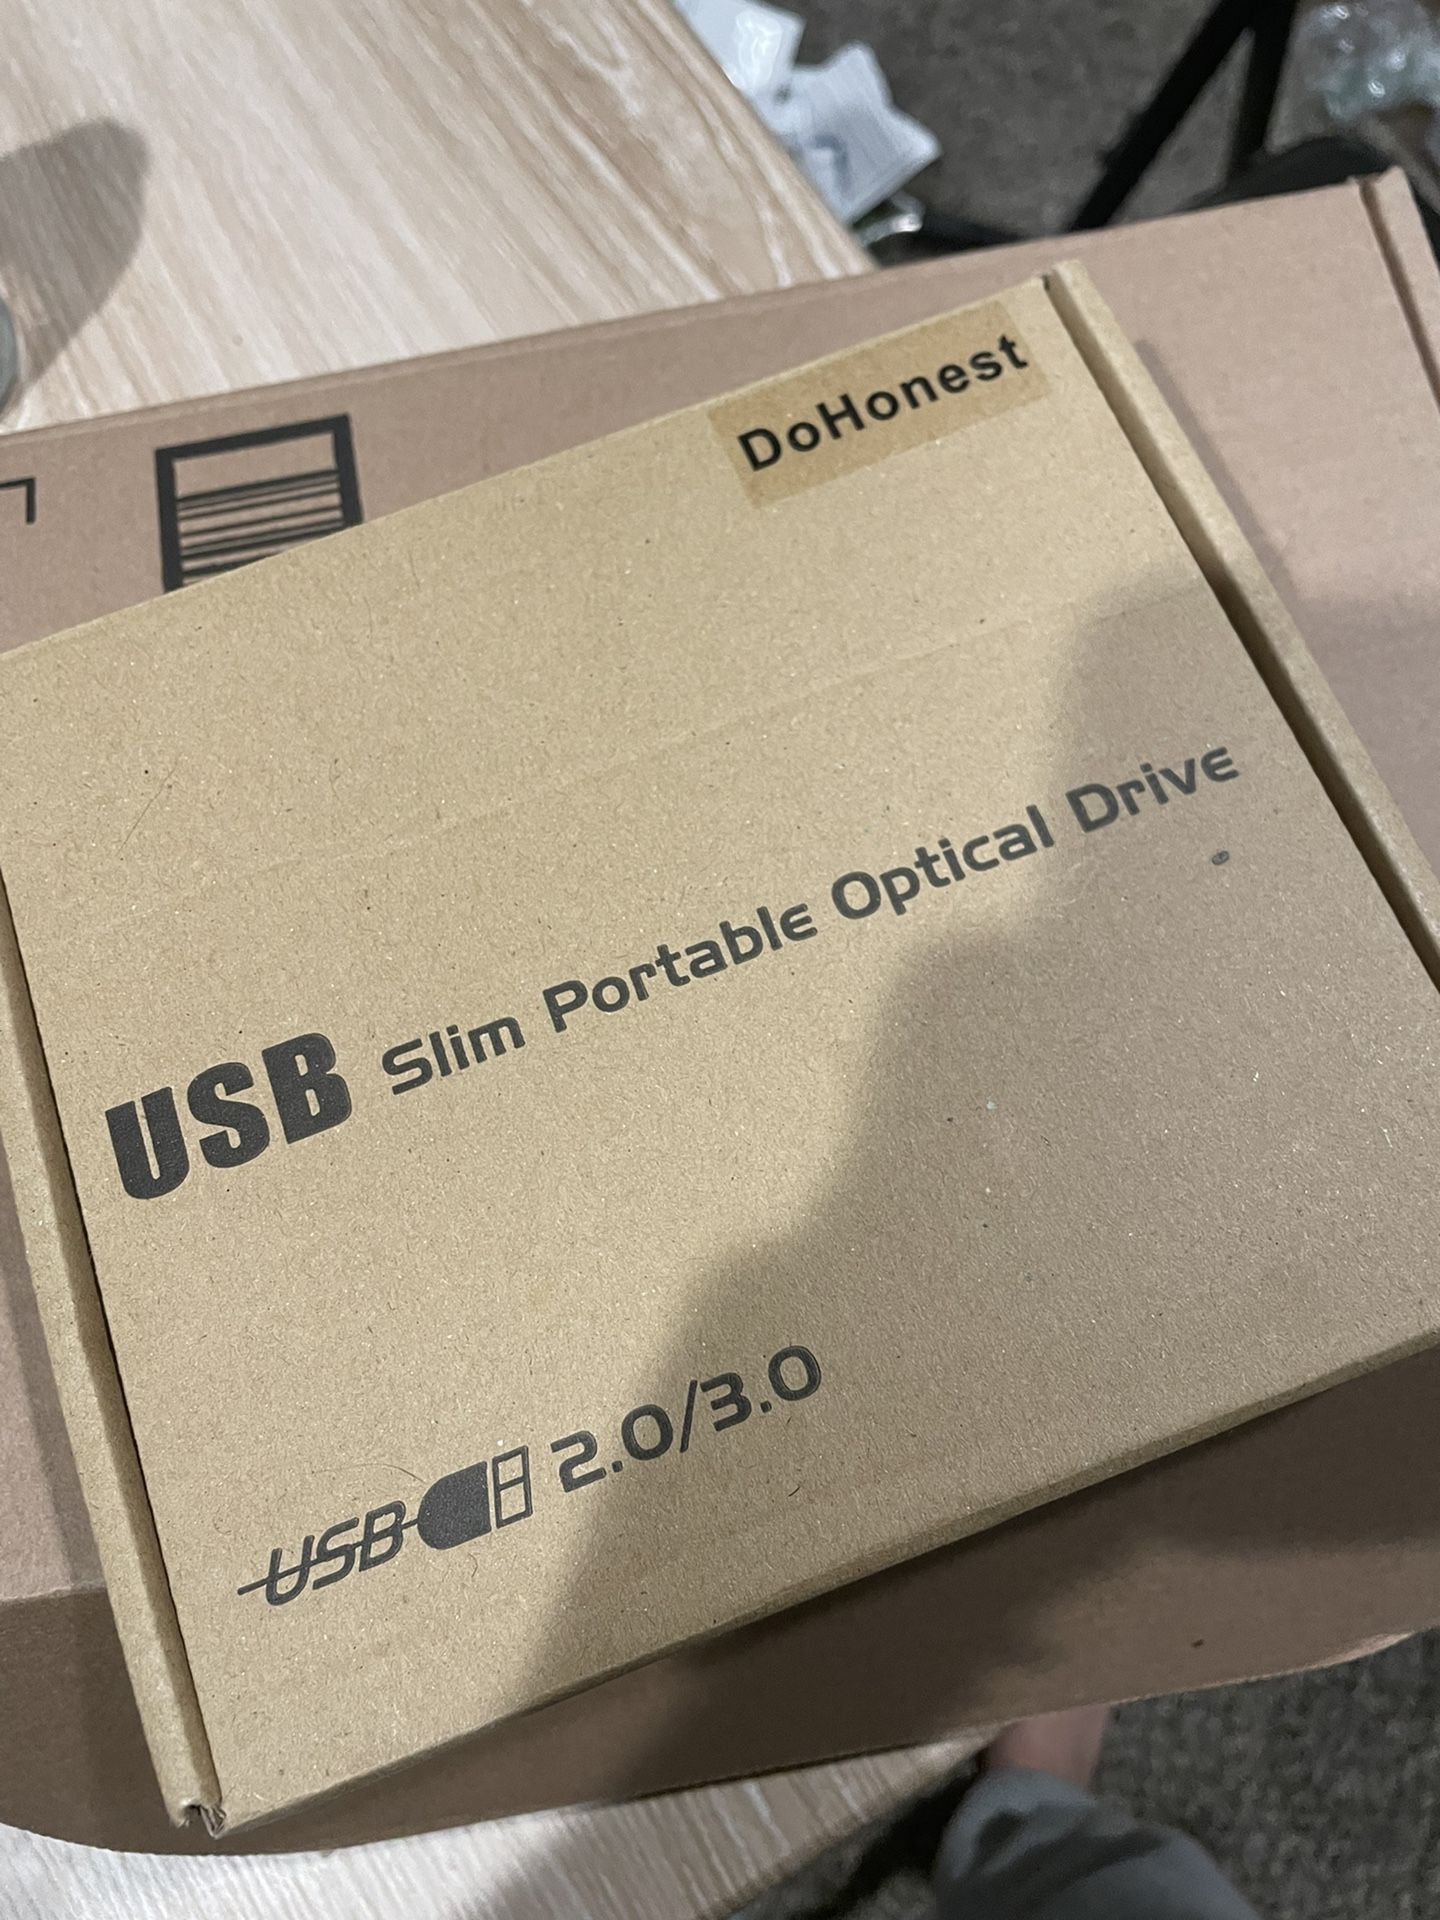 DoHonest
USB Slim Portable Optical Drive
USB 2.0/3.0